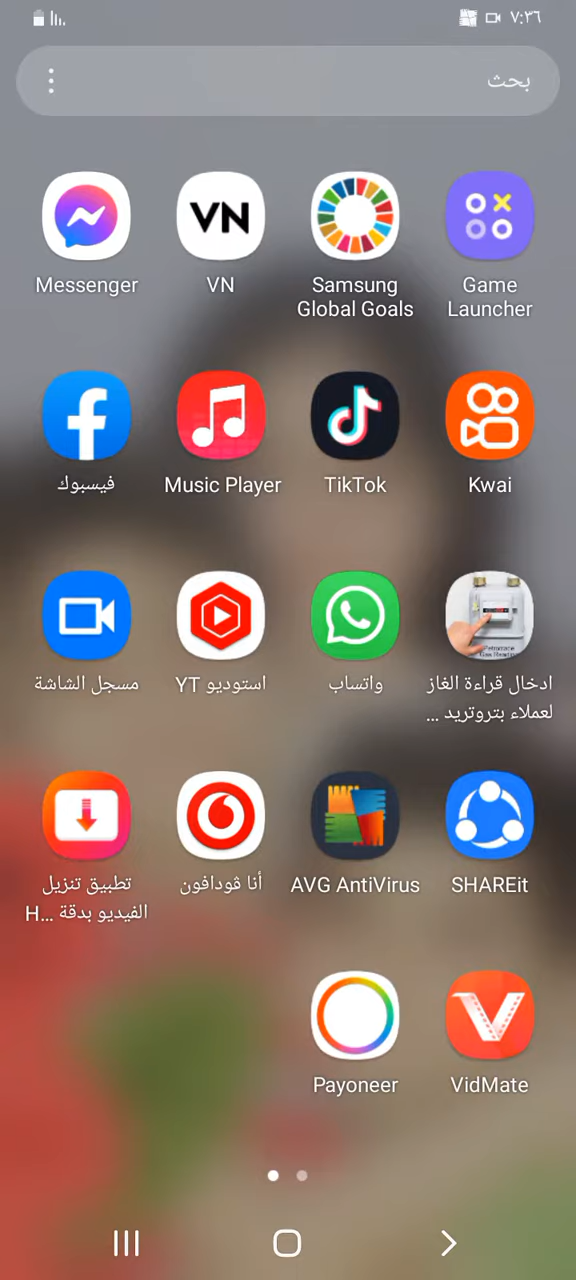 ٧:٣٦
بحث
Messenger
VN
VN
Samsung
Global Goals
Game
Launcher
فيسبوك
Music Player
TikTok
Kwai
مسجل الشاشة
استوديو YT
واتساب
ادخال قراءة الغاز
لعملاء بتروتريد ...
تطبيق تنزيل
الفيديو بدقة H...
أنا ڤودافون
AVG AntiVirus
SHAREit
Payoneer
VidMate